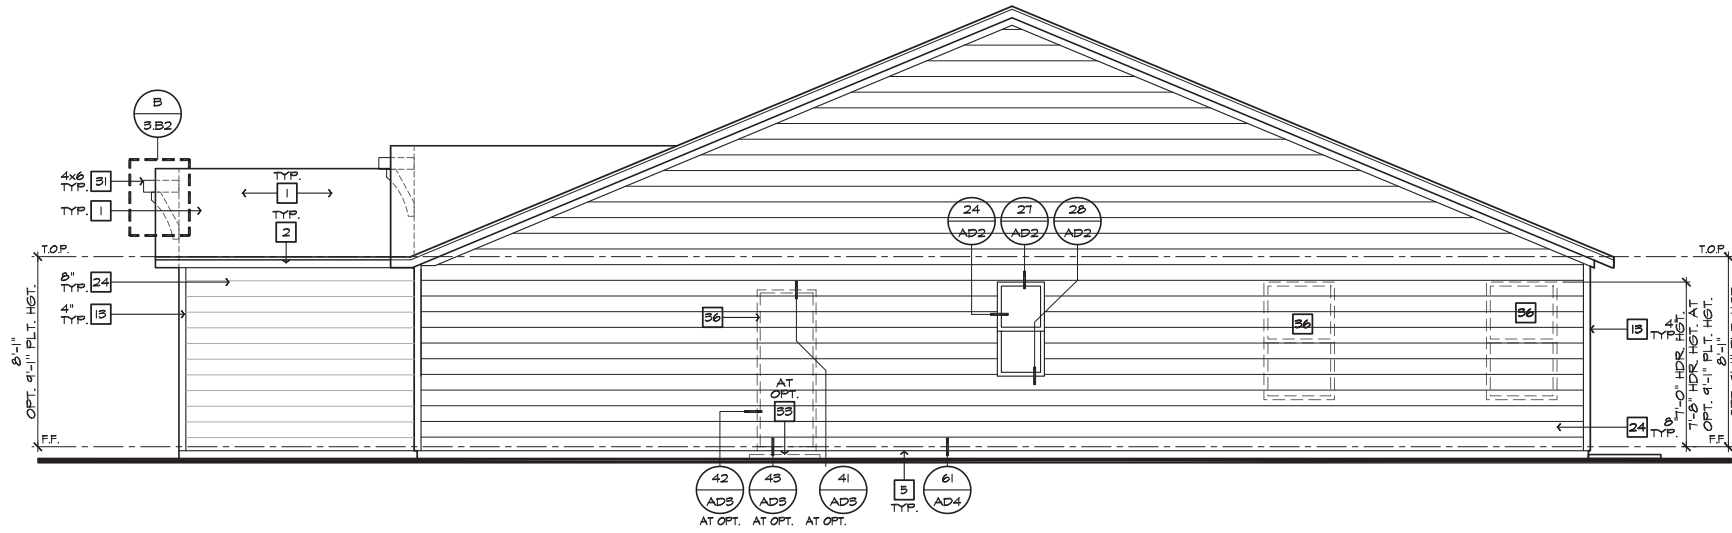 B
3.B2
4x6
TYP.
31
TYP.
1
TYP.
1
TYP.
2
24
AD2
27
AD2
28
AD2
T.O.P.
T.O.P.
8"
TYP.
24
4"
TYP.
13
8'-1"
OPT. 9'-1" PLT. HGT.
F.F.
36
AT
OPT.
33
36
36
13
4"
TYP.
24
8"
TYP.
7'-0" HDR. HGT.
7'-8" HDR. HGT. AT
OPT. 9'-1" PLT. HGT.
8'-1"
F.F.
42
AD3
AT OPT.
43
AD3
AT OPT.
41
AD3
AT OPT.
5
TYP.
61
AD4